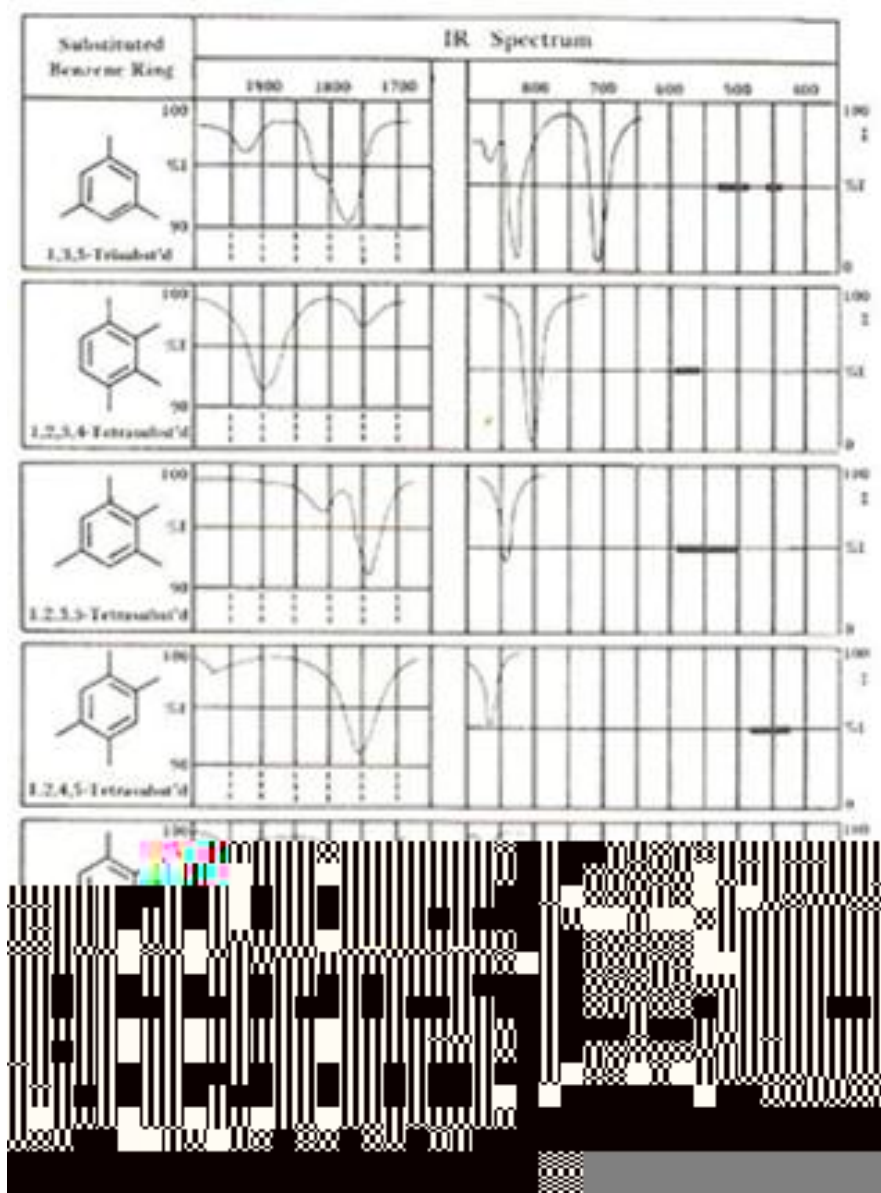 Substituted
Benzene Ring
IR Spectrum
1900 1800 1700
800 700 600 500 400
100
100
90
0
1,3,5-Trisubst'd
100
100
90
0
1,2,3,4-Tetrasubst'd
100
100
90
0
1,2,3,5-Tetrasubst'd
100
100
90
0
1,2,4,5-Tetrasubst'd
100
100